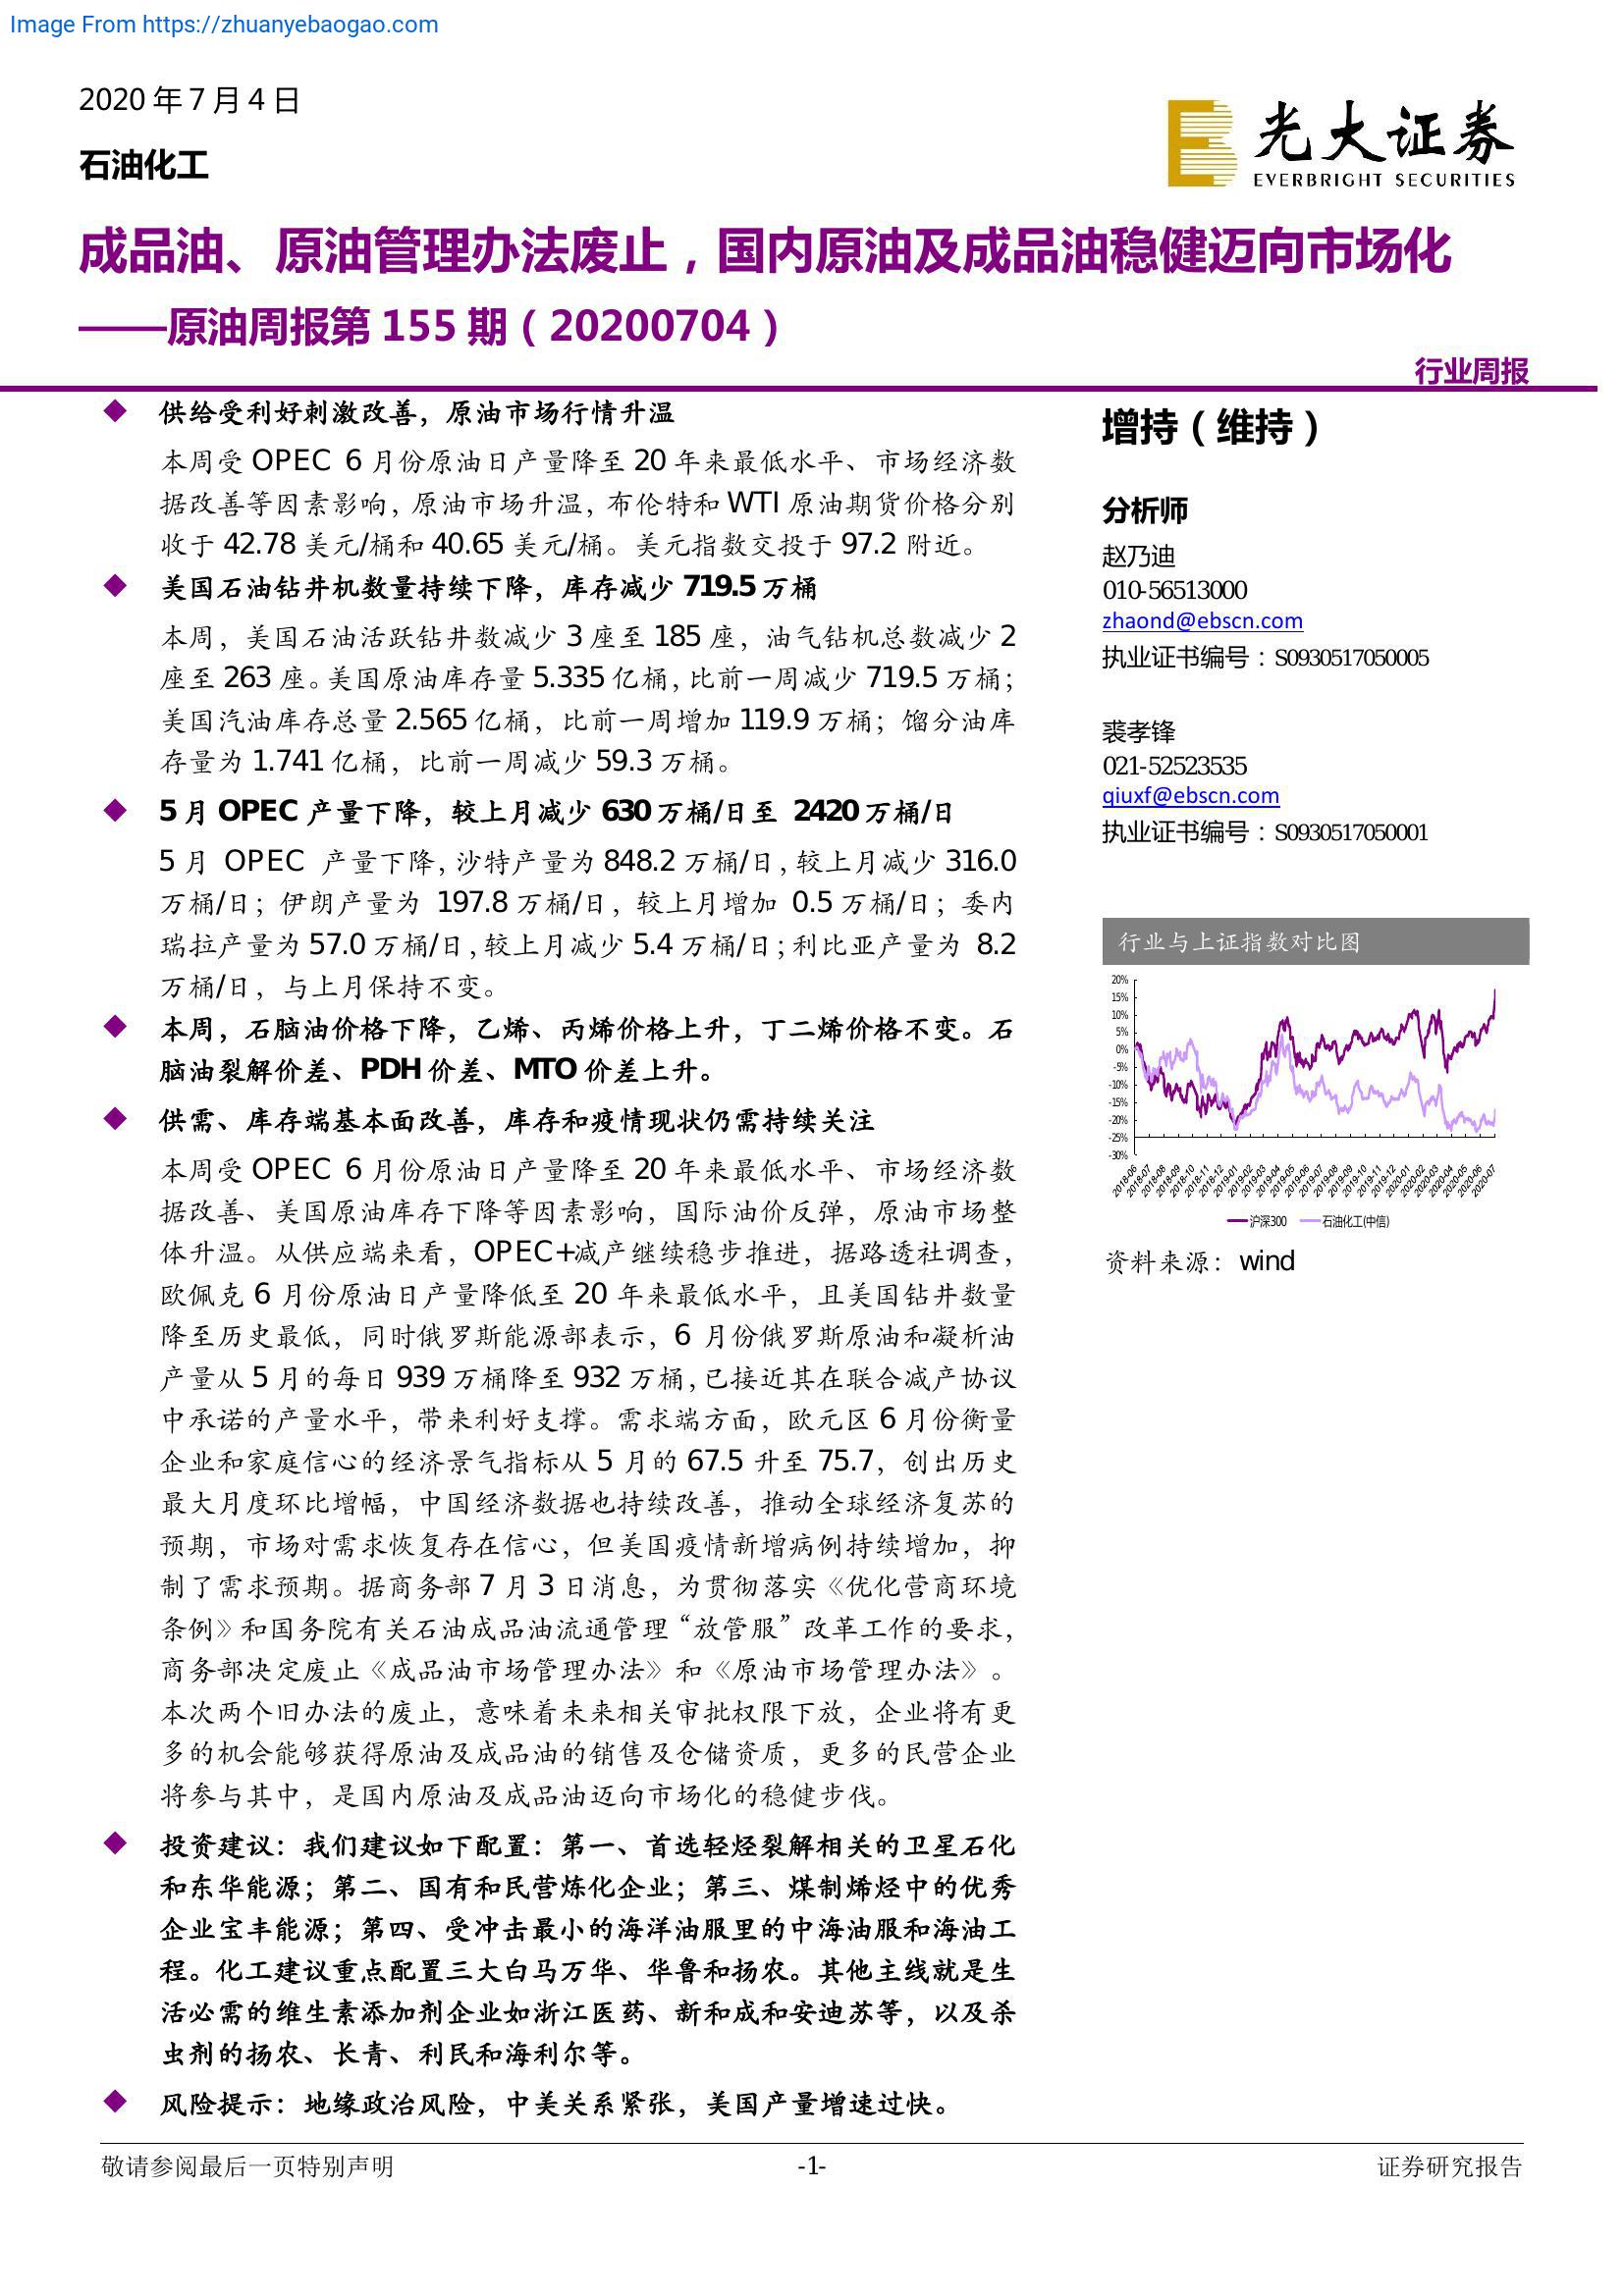 Image From https://zhuanyebaogao.com
2020 年 7 月 4 日
石油化工
光大证券
EVERBRIGHT SECURITIES
成品油、原油管理办法废止，国内原油及成品油稳健迈向市场化
——原油周报第 155 期（20200704）
行业周报
◆ 供给受利好刺激改善，原油市场行情升温
本周受 OPEC 6 月份原油日产量降至 20 年来最低水平、市场经济数
据改善等因素影响，原油市场升温，布伦特和 WTI 原油期货价格分别
收于 42.78 美元/桶和 40.65 美元/桶。美元指数交投于 97.2 附近。
◆ 美国石油钻井机数量持续下降，库存减少 719.5 万桶
本周，美国石油活跃钻井数减少 3 座至 185 座，油气钻机总数减少 2
座至 263 座。美国原油库存量 5.335 亿桶，比前一周减少 719.5 万桶；
美国汽油库存总量 2.565 亿桶，比前一周增加 119.9 万桶；馏分油库
存量为 1.741 亿桶，比前一周减少 59.3 万桶。
◆ 5 月 OPEC 产量下降，较上月减少 630 万桶/日至 2420 万桶/日
5 月 OPEC 产量下降，沙特产量为 848.2 万桶/日，较上月减少 316.0
万桶/日；伊朗产量为 197.8 万桶/日，较上月增加 0.5 万桶/日；委内
瑞拉产量为 57.0 万桶/日，较上月减少 5.4 万桶/日；利比亚产量为 8.2
万桶/日，与上月保持不变。
◆ 本周，石脑油价格下降，乙烯、丙烯价格上升，丁二烯价格不变。石
脑油裂解价差、PDH 价差、MTO 价差上升。
◆ 供需、库存端基本面改善，库存和疫情现状仍需持续关注
本周受 OPEC 6 月份原油日产量降至 20 年来最低水平、市场经济数
据改善、美国原油库存下降等因素影响，国际油价反弹，原油市场整
体升温。从供应端来看，OPEC+减产继续稳步推进，据路透社调查，
欧佩克 6 月份原油日产量降低至 20 年来最低水平，且美国钻井数量
降至历史最低，同时俄罗斯能源部表示，6 月份俄罗斯原油和凝析油
产量从 5 月的每日 939 万桶降至 932 万桶，已接近其在联合减产协议
中承诺的产量水平，带来利好支撑。需求端方面，欧元区 6 月份衡量
企业和家庭信心的经济景气指标从 5 月的 67.5 升至 75.7，创出历史
最大月度环比增幅，中国经济数据也持续改善，推动全球经济复苏的
预期，市场对需求恢复存在信心，但美国疫情新增病例持续增加，抑
制了需求预期。据商务部 7 月 3 日消息，为贯彻落实《优化营商环境
条例》和国务院有关石油成品油流通管理“放管服”改革工作的要求，
商务部决定废止《成品油市场管理办法》和《原油市场管理办法》。
本次两个旧办法的废止，意味着未来相关审批权限下放，企业将有更
多的机会能够获得原油及成品油的销售及仓储资质，更多的民营企业
将参与其中，是国内原油及成品油迈向市场化的稳健步伐。
◆ 投资建议：我们建议如下配置：第一、首选轻烃裂解相关的卫星石化
和东华能源；第二、国有和民营炼化企业；第三、煤制烯烃中的优秀
企业宝丰能源；第四、受冲击最小的海洋油服里的中海油服和海油工
程。化工建议重点配置三大白马万华、华鲁和扬农。其他主线就是生
活必需的维生素添加剂企业如浙江医药、新和成和安迪苏等，以及杀
虫剂的扬农、长青、利民和海利尔等。
◆ 风险提示：地缘政治风险，中美关系紧张，美国产量增速过快。
增持（维持）
分析师
赵乃迪
010-56513000
zhaond@ebscn.com
执业证书编号：S0930517050005
裘孝锋
021-52523535
qiuxf@ebscn.com
执业证书编号：S0930517050001
行业与上证指数对比图
20%
15%
10%
5%
0%
-5%
-10%
-15%
-20%
-25%
-30%
2018-06 2018-07 2018-08 2018-09 2018-10 2018-11 2018-12 2019-01 2019-02 2019-03 2019-04 2019-05 2019-06 2019-07 2019-08 2019-09 2019-10 2019-11 2019-12 2020-01 2020-02 2020-03 2020-04 2020-05 2020-06 2020-07
沪深300 石油化工(中信)
资料来源：wind
敬请参阅最后一页特别声明 -1- 证券研究报告